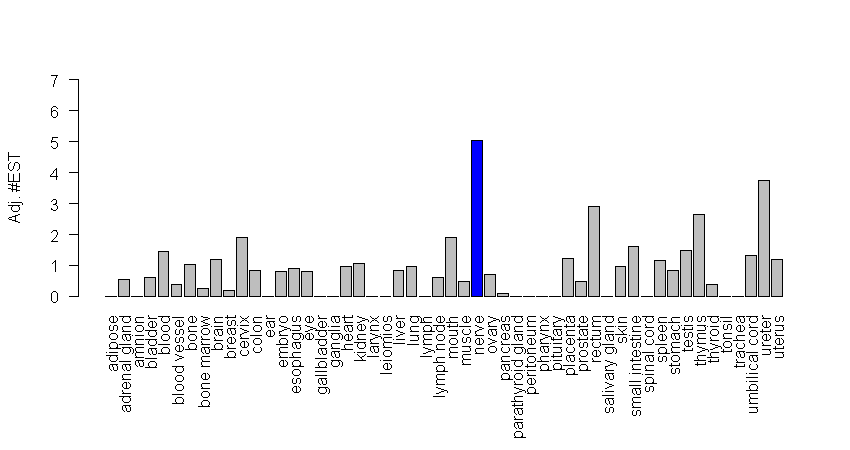 7
6
5
4
3
2
1
0
Adj. #EST
adipose
adrenal gland
amnion
bladder
blood
blood vessel
bone
bone marrow
brain
breast
cervix
colon
ear
embryo
esophagus
eye
gallbladder
ganglia
heart
kidney
larynx
leiomios
liver
lung
lymph
lymph node
mouth
muscle
nerve
ovary
pancreas
parathyroid gland
peritoneum
pharynx
pituitary
placenta
prostate
rectum
salivary gland
skin
small intestine
spinal cord
spleen
stomach
testis
thymus
thyroid
tonsil
trachea
umbilical cord
ureter
uterus